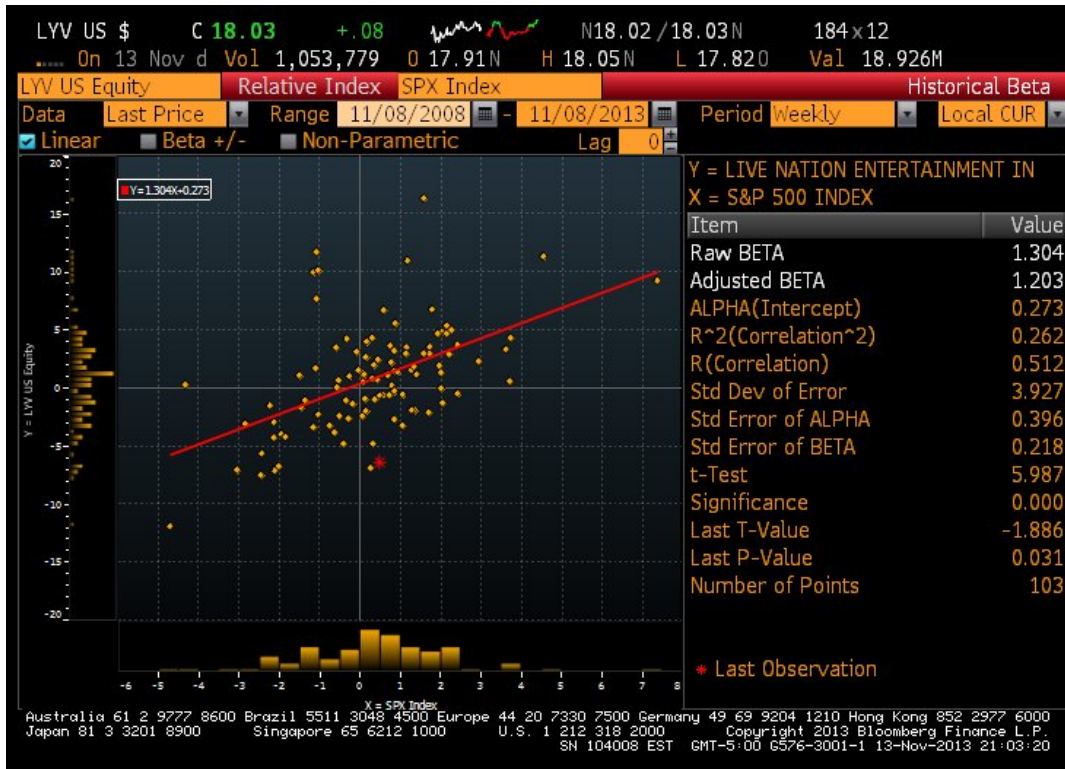 LYV US $ C 18.03 +.08 N18.02 / 18.03N 184×12
On 13 Nov d Vol 1,053,779 O 17.91N H 18.05N L 17.82O Val 18.926M
LYV US Equity Relative Index SPX Index Historical Beta
Data Last Price Range 11/08/2008 - 11/08/2013 Period Weekly Local CUR
Linear Beta +/- Non-Parametric Lag 0
Y = LIVE NATION ENTERTAINMENT IN
X = S&P 500 INDEX
Item Value
Raw BETA 1.304
Adjusted BETA 1.203
ALPHA(Intercept) 0.273
R^2(Correlation^2) 0.262
R(Correlation) 0.512
Std Dev of Error 3.927
Std Error of ALPHA 0.396
Std Error of BETA 0.218
t-Test 5.987
Significance 0.000
Last T-Value -1.886
Last P-Value 0.031
Number of Points 103
* Last Observation
Y=1.304X+0.273
20
15
10
5
0
-5
-10
-15
-20
Y = LYV US Equity
-6 -5 -4 -3 -2 -1 0 1 2 3 4 5 6 7 8
X = SPX Index
Australia 61 2 9777 8600 Brazil 5511 3048 4500 Europe 44 20 7330 7500 Germany 49 69 9204 1210 Hong Kong 852 2977 6000
Japan 81 3 3201 8900 Singapore 65 6212 1000 U.S. 1 212 318 2000 Copyright 2013 Bloomberg Finance L.P.
SN 104008 EST GMT-5:00 G576-3001-1 13-Nov-2013 21:03:20